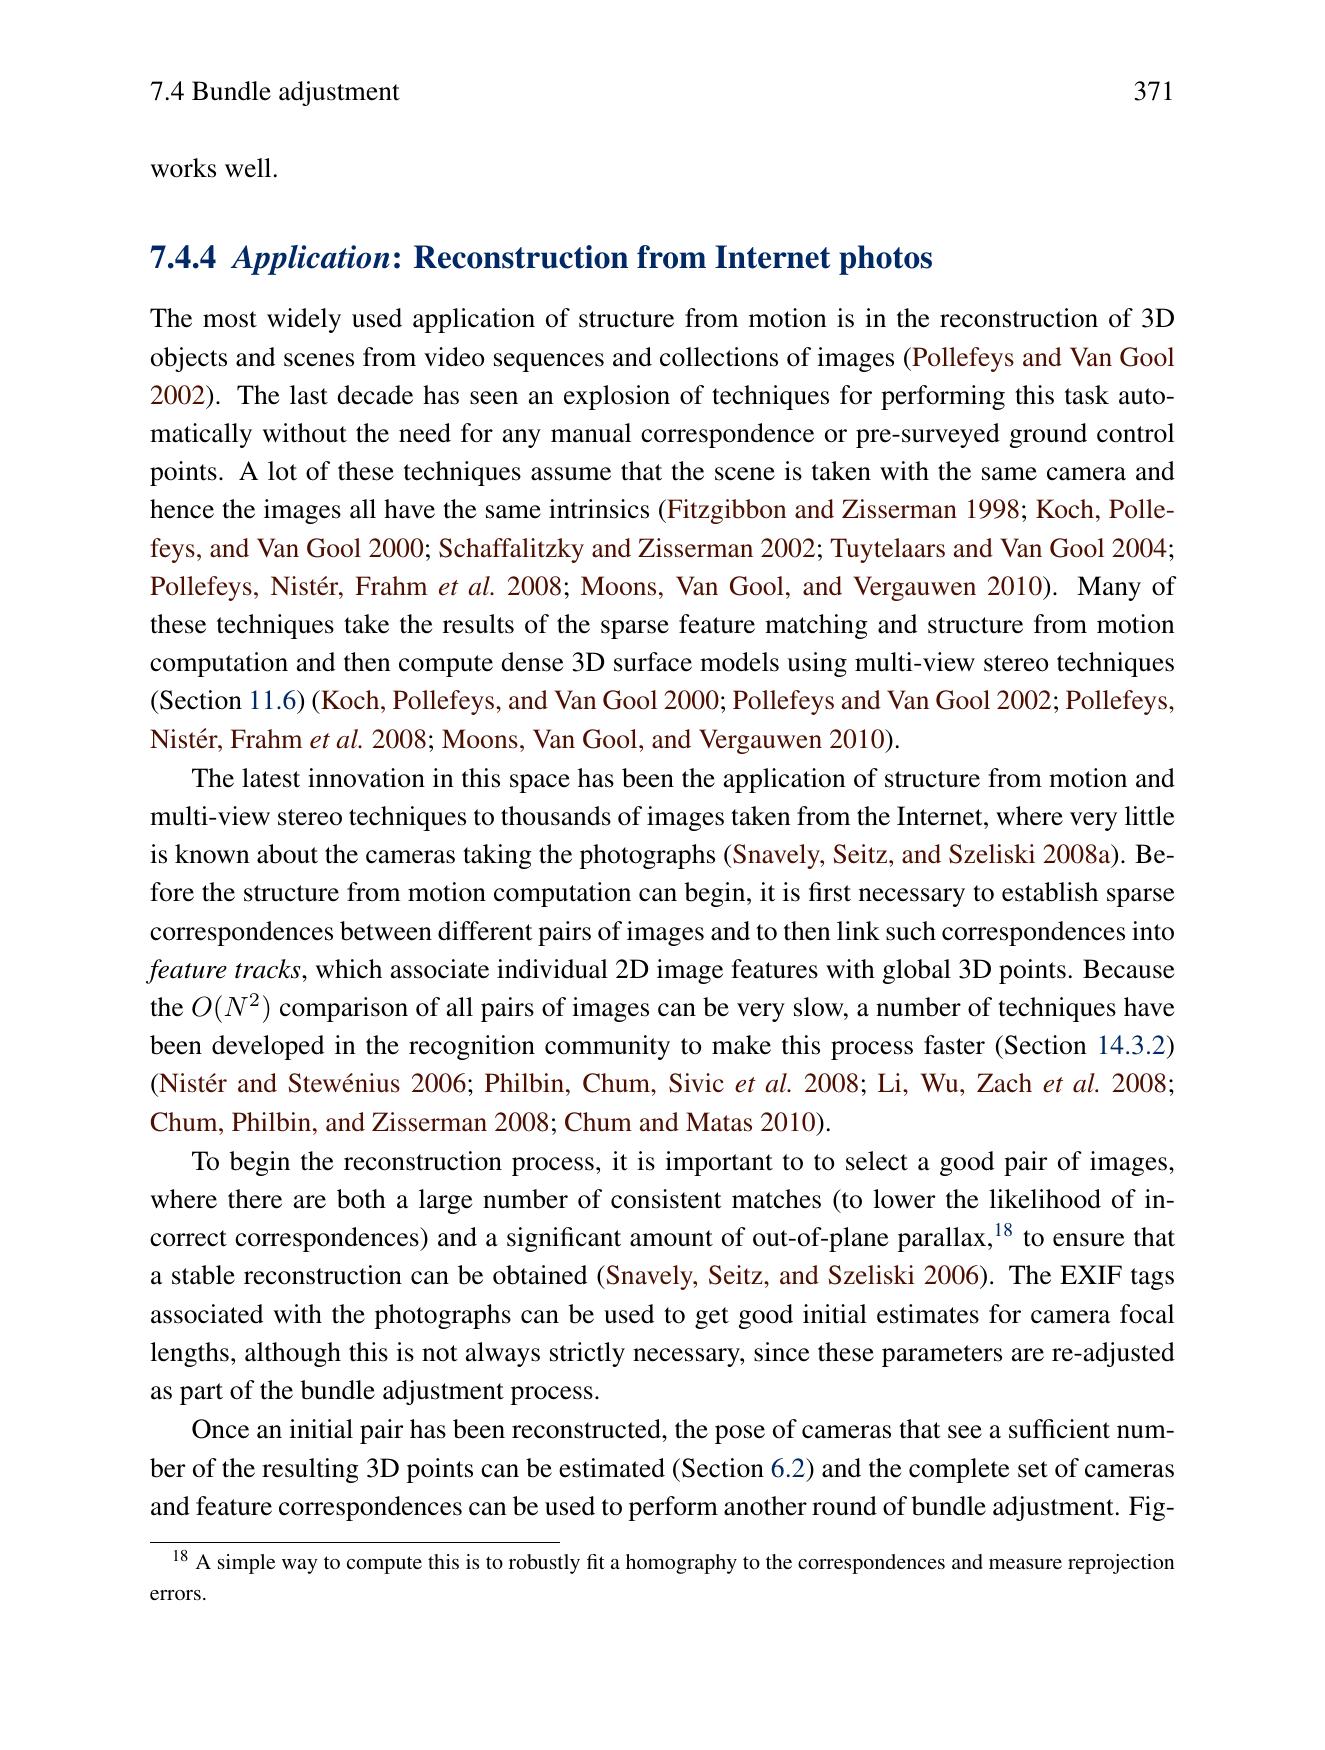 7.4 Bundle adjustment 371
works well.
7.4.4 Application: Reconstruction from Internet photos
The most widely used application of structure from motion is in the reconstruction of 3D
objects and scenes from video sequences and collections of images (Pollefeys and Van Gool
2002). The last decade has seen an explosion of techniques for performing this task auto-
matically without the need for any manual correspondence or pre-surveyed ground control
points. A lot of these techniques assume that the scene is taken with the same camera and
hence the images all have the same intrinsics (Fitzgibbon and Zisserman 1998; Koch, Polle-
feys, and Van Gool 2000; Schaffalitzky and Zisserman 2002; Tuytelaars and Van Gool 2004;
Pollefeys, Nistér, Frahm et al. 2008; Moons, Van Gool, and Vergauwen 2010). Many of
these techniques take the results of the sparse feature matching and structure from motion
computation and then compute dense 3D surface models using multi-view stereo techniques
(Section 11.6) (Koch, Pollefeys, and Van Gool 2000; Pollefeys and Van Gool 2002; Pollefeys,
Nistér, Frahm et al. 2008; Moons, Van Gool, and Vergauwen 2010).
The latest innovation in this space has been the application of structure from motion and
multi-view stereo techniques to thousands of images taken from the Internet, where very little
is known about the cameras taking the photographs (Snavely, Seitz, and Szeliski 2008a). Be-
fore the structure from motion computation can begin, it is first necessary to establish sparse
correspondences between different pairs of images and to then link such correspondences into
feature tracks, which associate individual 2D image features with global 3D points. Because
the O(N²) comparison of all pairs of images can be very slow, a number of techniques have
been developed in the recognition community to make this process faster (Section 14.3.2)
(Nistér and Stewénius 2006; Philbin, Chum, Sivic et al. 2008; Li, Wu, Zach et al. 2008;
Chum, Philbin, and Zisserman 2008; Chum and Matas 2010).
To begin the reconstruction process, it is important to to select a good pair of images,
where there are both a large number of consistent matches (to lower the likelihood of in-
correct correspondences) and a significant amount of out-of-plane parallax,¹⁸ to ensure that
a stable reconstruction can be obtained (Snavely, Seitz, and Szeliski 2006). The EXIF tags
associated with the photographs can be used to get good initial estimates for camera focal
lengths, although this is not always strictly necessary, since these parameters are re-adjusted
as part of the bundle adjustment process.
Once an initial pair has been reconstructed, the pose of cameras that see a sufficient num-
ber of the resulting 3D points can be estimated (Section 6.2) and the complete set of cameras
and feature correspondences can be used to perform another round of bundle adjustment. Fig-
¹⁸ A simple way to compute this is to robustly fit a homography to the correspondences and measure reprojection
errors.